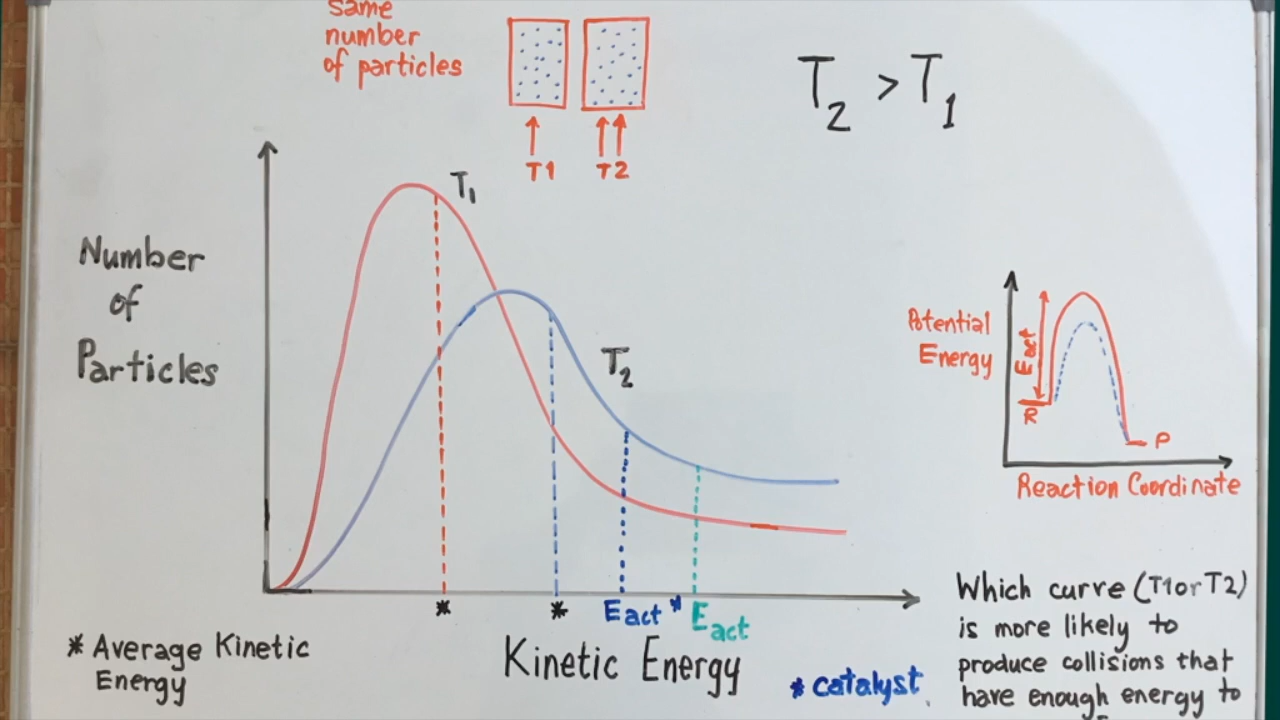 same
number
of particles
T1
T2
T2 > T1
Number
of
Particles
T1
T2
*
*
Eact*
Eact
Kinetic Energy
* Average Kinetic
Energy
* catalyst
Potential
Energy
Eact
R
P
Reaction Coordinate
Which curve (T1 or T2)
is more likely to
produce collisions that
have enough energy to